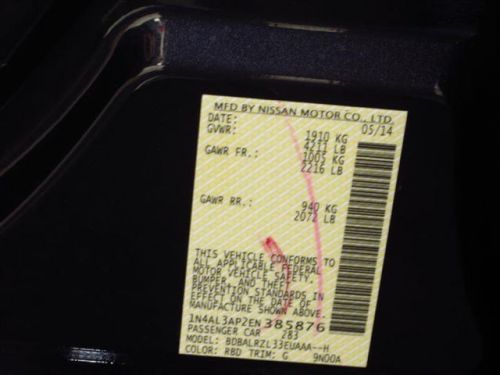 MFD BY NISSAN MOTOR CO., LTD.
DATE: 05/14
GVWR: 1910 KG
4211 LB
GAWR FR.: 1005 KG
2216 LB
GAWR RR.: 940 KG
2072 LB
THIS VEHICLE CONFORMS TO
ALL APPLICABLE FEDERAL
MOTOR VEHICLE SAFETY,
BUMPER, AND THEFT
PREVENTION STANDARDS IN
EFFECT ON THE DATE OF
MANUFACTURE SHOWN ABOVE.
1N4AL3AP2EN 385876
PASSENGER CAR 283
MODEL: BDBALRZL33EUAAA--H
COLOR: RBD TRIM: G 9N00A